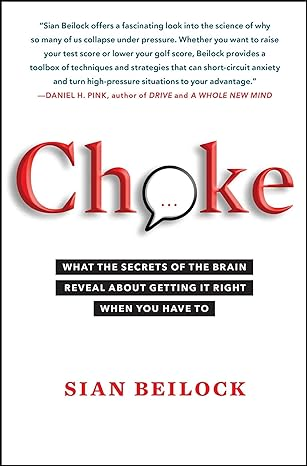 "Sian Beilock offers a fascinating look into the science of why
so many of us collapse under pressure. Whether you want to raise
your test score or lower your golf score, Beilock provides a
toolbox of techniques and strategies that can short-circuit anxiety
and turn high-pressure situations to your advantage."
—DANIEL H. PINK, author of DRIVE and A WHOLE NEW MIND
Choke
...
WHAT THE SECRETS OF THE BRAIN
REVEAL ABOUT GETTING IT RIGHT
WHEN YOU HAVE TO
SIAN BEILOCK